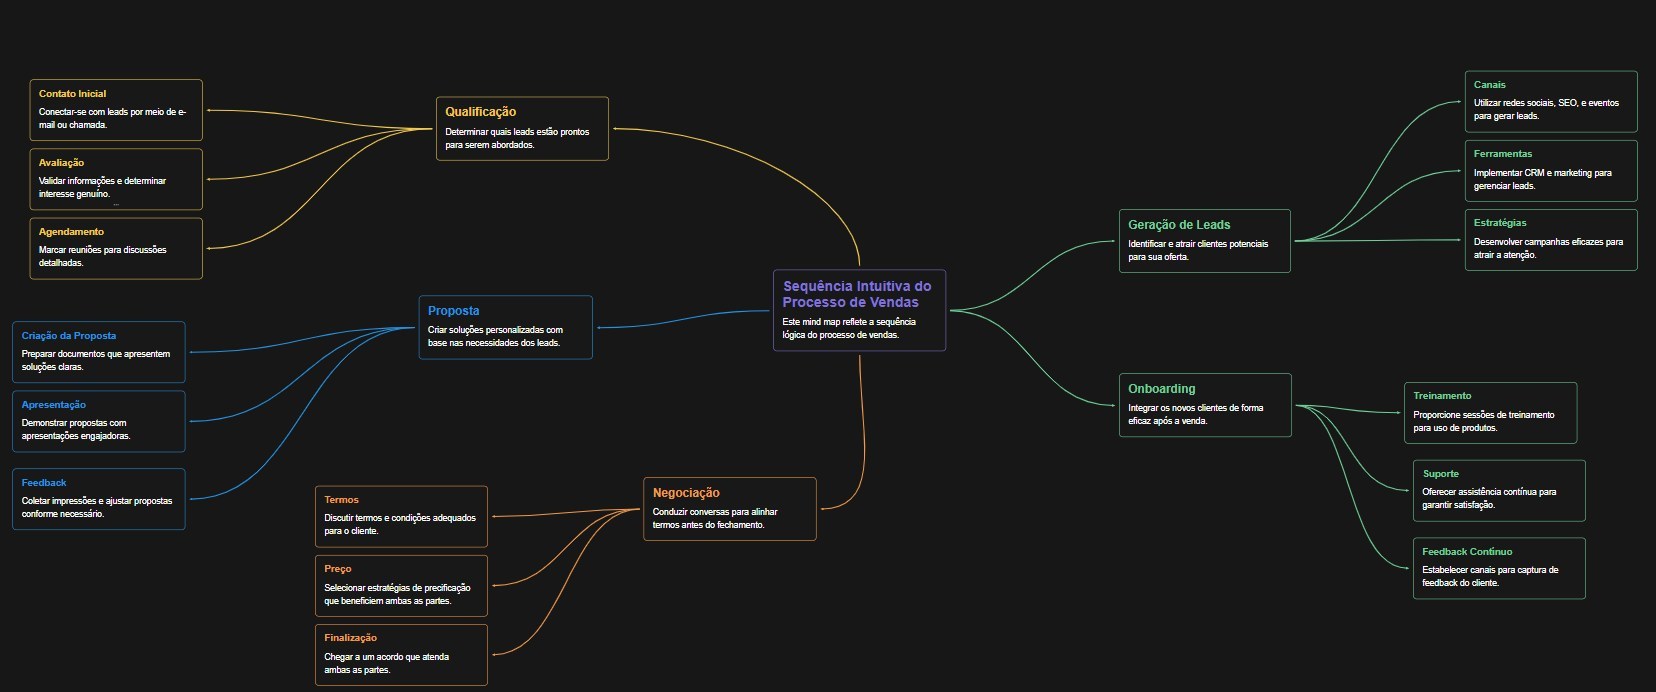 Sequência Intuitiva do
Processo de Vendas
Este mind map reflete a sequência
lógica do processo de vendas.
Geração de Leads
Identificar e atrair clientes potenciais
para sua oferta.
Canais
Utilizar redes sociais, SEO, e eventos
para gerar leads.
Ferramentas
Implementar CRM e marketing para
gerenciar leads.
Estratégias
Desenvolver campanhas eficazes para
atrair a atenção.
Qualificação
Determinar quais leads estão prontos
para serem abordados.
Contato Inicial
Conectar-se com leads por meio de e-
mail ou chamada.
Avaliação
Validar informações e determinar
interesse genuíno.
...
Agendamento
Marcar reuniões para discussões
detalhadas.
Proposta
Criar soluções personalizadas com
base nas necessidades dos leads.
Criação da Proposta
Preparar documentos que apresentem
soluções claras.
Apresentação
Demonstrar propostas com
apresentações engajadoras.
Feedback
Coletar impressões e ajustar propostas
conforme necessário.
Negociação
Conduzir conversas para alinhar
termos antes do fechamento.
Termos
Discutir termos e condições adequados
para o cliente.
Preço
Selecionar estratégias de precificação
que beneficiem ambas as partes.
Finalização
Chegar a um acordo que atenda
ambas as partes.
Onboarding
Integrar os novos clientes de forma
eficaz após a venda.
Treinamento
Proporcione sessões de treinamento
para uso de produtos.
Suporte
Oferecer assistência contínua para
garantir satisfação.
Feedback Contínuo
Estabelecer canais para captura de
feedback do cliente.